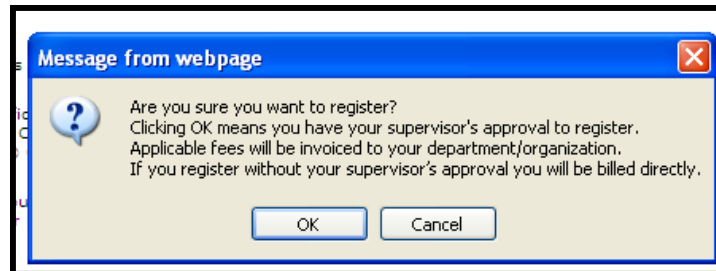 Message from webpage
Are you sure you want to register?
Clicking OK means you have your supervisor's approval to register.
Applicable fees will be invoiced to your department/organization.
If you register without your supervisor's approval you will be billed directly.
OK Cancel